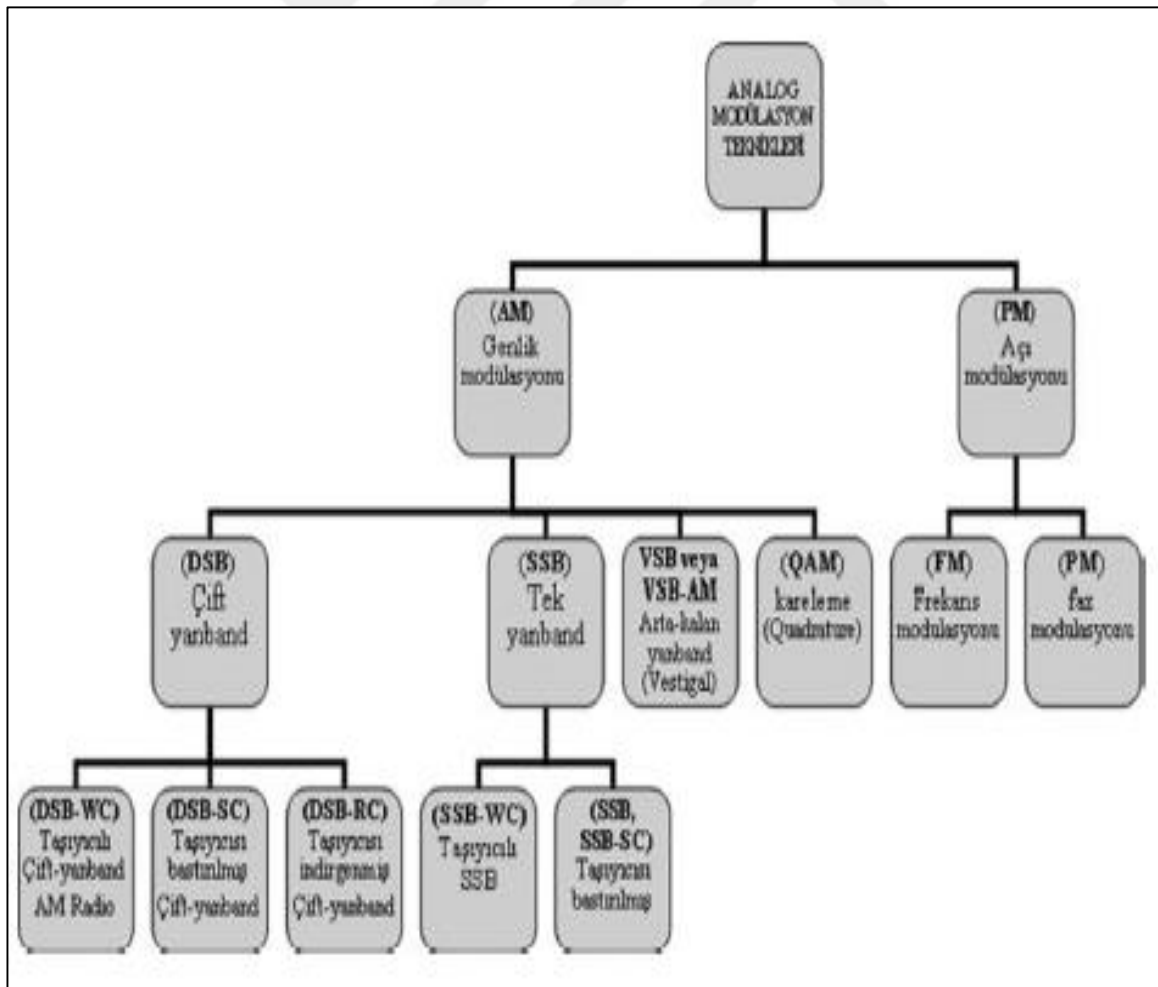 ANALOG
MODÜLASYON
TEKNİKLERİ
(AM)
Genlik
modülasyonu
(PM)
Açı
modülasyonu
(DSB)
Çift
yanband
(SSB)
Tek
yanband
VSB veya
VSB-AM
Arta-kalan
yanband
(Vestigal)
(QAM)
kareleme
(Quadrature)
(FM)
Frekans
modulasyonu
(PM)
faz
modulasyonu
(DSB-WC)
Taşıyıcılı
Çift-yanband
AM Radio
(DSB-SC)
Taşıyıcısı
bastırılmış
Çift-yanband
(DSB-RC)
Taşıyıcısı
indirgenmiş
Çift-yanband
(SSB-WC)
Taşıyıcılı
SSB
(SSB,
SSB-SC)
Taşıyıcısı
bastırılmış